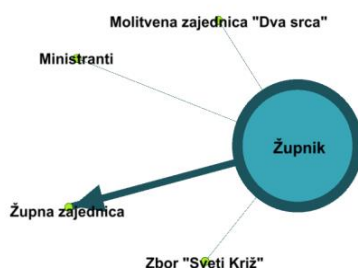 Molitvena zajednica "Dva srca"
Ministranti
Župnik
Župna zajednica
Zbor "Sveti Križ"